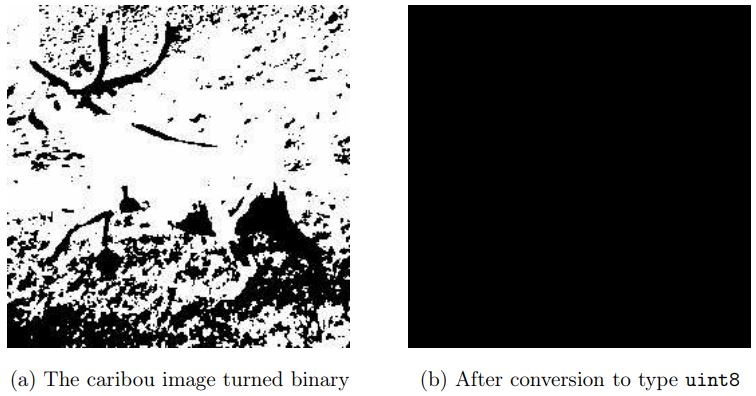 (a) The caribou image turned binary
(b) After conversion to type uint8